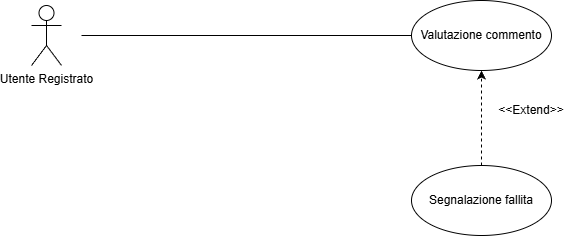 Valutazione commento
Utente Registrato
<<Extend>>
Segnalazione fallita